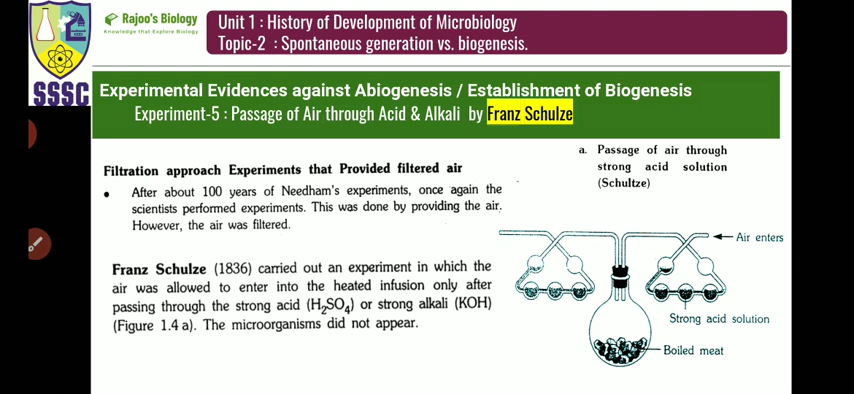 Rajoo's Biology
Knowledge that Explore Biology
SSSC
Unit 1 : History of Development of Microbiology
Topic-2 : Spontaneous generation vs. biogenesis.
Experimental Evidences against Abiogenesis / Establishment of Biogenesis
Experiment-5 : Passage of Air through Acid & Alkali by Franz Schulze
Filtration approach Experiments that Provided filtered air
• After about 100 years of Needham's experiments, once again the
scientists performed experiments. This was done by providing the air.
However, the air was filtered.
Franz Schulze (1836) carried out an experiment in which the
air was allowed to enter into the heated infusion only after
passing through the strong acid (H₂SO₄) or strong alkali (KOH)
(Figure 1.4 a). The microorganisms did not appear.
a. Passage of air through
strong acid solution
(Schultze)
Air enters
Strong acid solution
Boiled meat